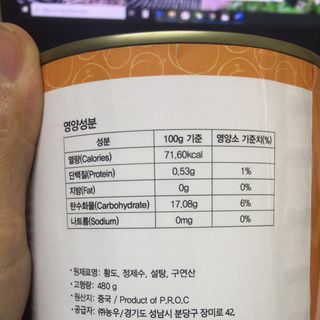 영양성분
성분 100g 기준 영양소 기준치(%)
열량(Calories) 71,60kcal
단백질(Protein) 0,53g 1%
지방(Fat) 0g 0%
탄수화물(Carbohydrate) 17,08g 6%
나트륨(Sodium) 0mg 0%
· 원재료명: 황도, 정제수, 설탕, 구연산
· 고형량: 480 g
· 원산지: 중국 / Product of P.R.O.C
· 공급자: ㈜농우/경기도 성남시 분당구 장미로 42,